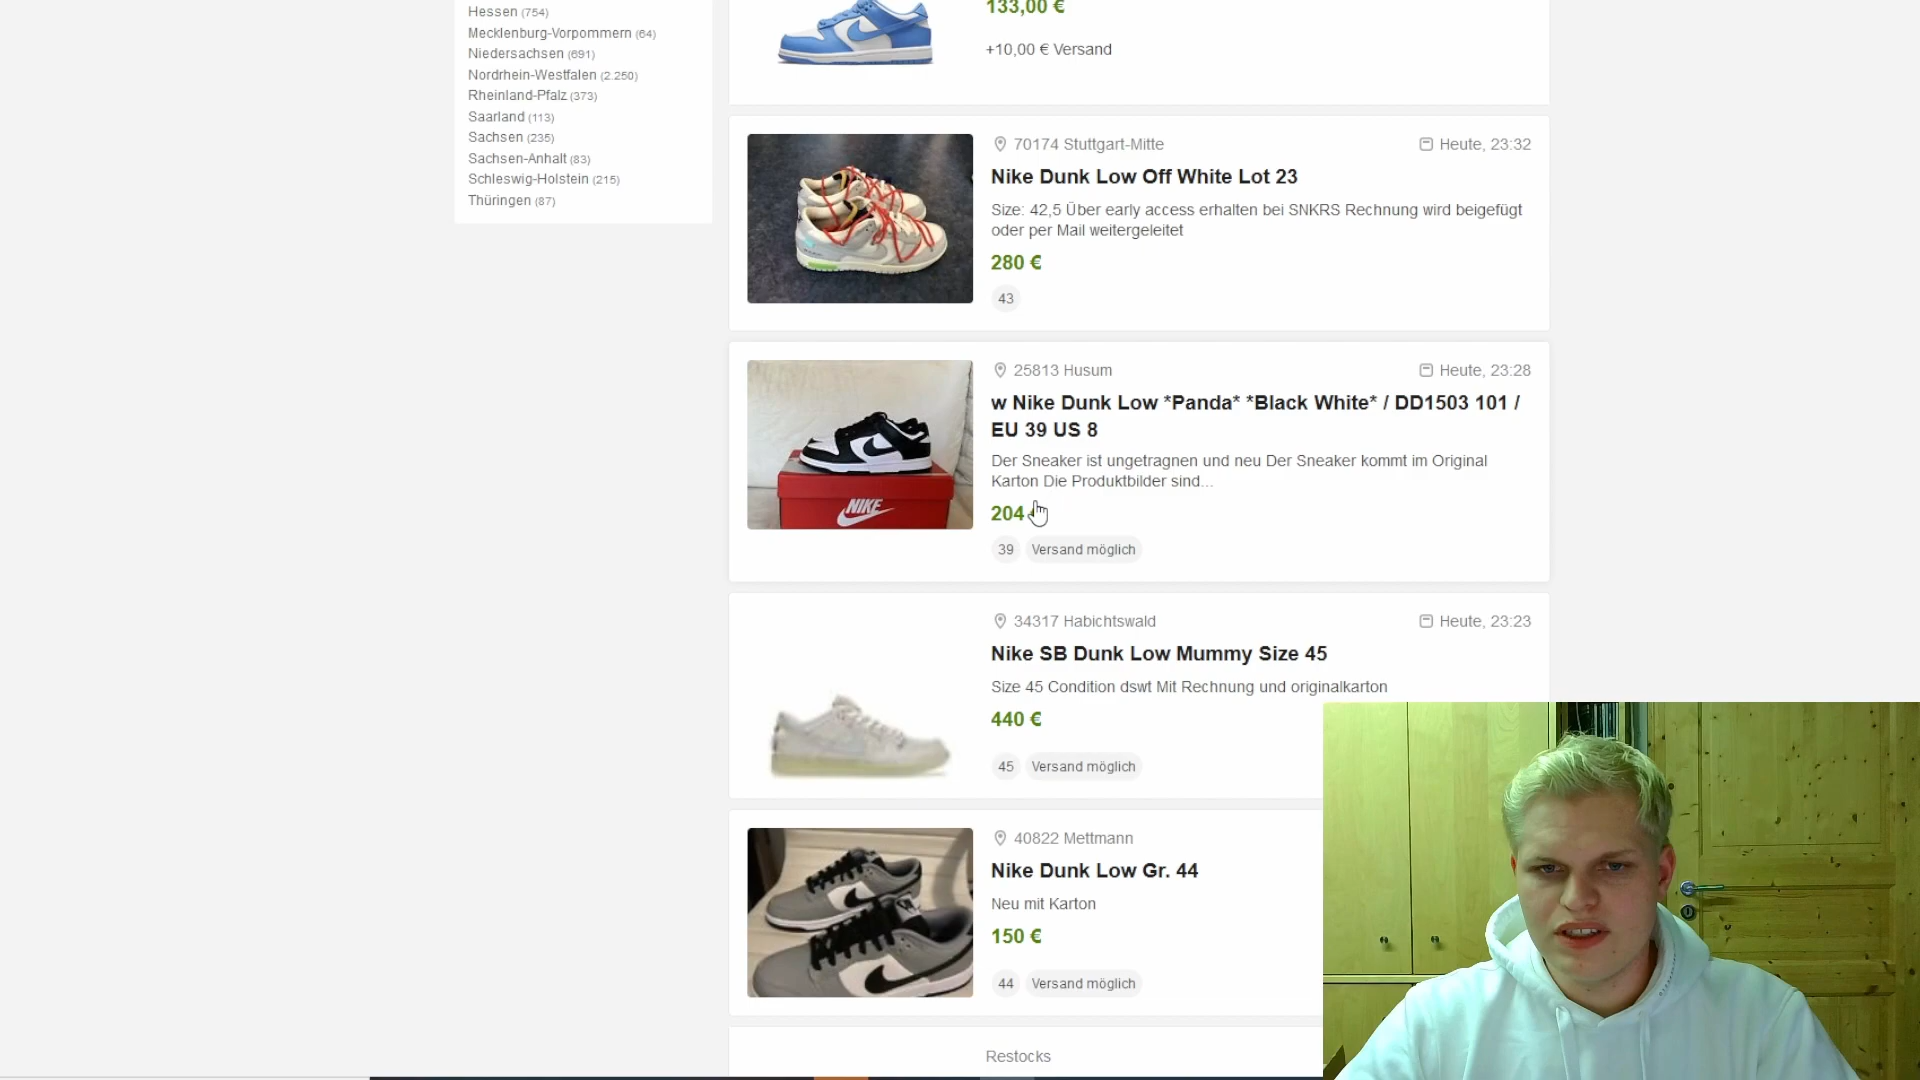 Hessen (754)
Mecklenburg-Vorpommern (64)
Niedersachsen (691)
Nordrhein-Westfalen (2.250)
Rheinland-Pfalz (373)
Saarland (113)
Sachsen (235)
Sachsen-Anhalt (83)
Schleswig-Holstein (215)
Thüringen (87)
133,00 €
+10,00 € Versand
70174 Stuttgart-Mitte
Heute, 23:32
Nike Dunk Low Off White Lot 23
Size: 42,5 Über early access erhalten bei SNKRS Rechnung wird beigefügt
oder per Mail weitergeleitet
280 €
43
25813 Husum
Heute, 23:28
w Nike Dunk Low *Panda* *Black White* / DD1503 101 /
EU 39 US 8
Der Sneaker ist ungetragnen und neu Der Sneaker kommt im Original
Karton Die Produktbilder sind...
204
39
Versand möglich
NIKE
34317 Habichtswald
Heute, 23:23
Nike SB Dunk Low Mummy Size 45
Size 45 Condition dswt Mit Rechnung und originalkarton
440 €
45
Versand möglich
40822 Mettmann
Nike Dunk Low Gr. 44
Neu mit Karton
150 €
44
Versand möglich
Restocks